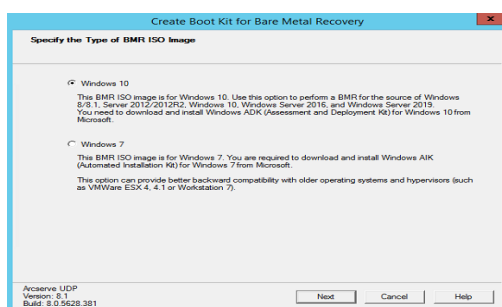 Create Boot Kit for Bare Metal Recovery
x
Specify the Type of BMR ISO Image
Windows 10
This BMR ISO image is for Windows 10. Use this option to perform a BMR for the source of Windows
8/8.1, Server 2012/2012R2, Windows 10, Windows Server 2016, and Windows Server 2019.
You need to download and install Windows ADK (Assessment and Deployment Kit) for Windows 10 from
Microsoft.
Windows 7
This BMR ISO image is for Windows 7. You are required to download and install Windows AIK
(Automated Installation Kit) for Windows 7 from Microsoft.
This option can provide better backward compatibility with older operating systems and hypervisors (such
as VMWare ESX 4, 4.1 or Workstation 7).
Arcserve UDP
Version: 8.1
Build: 8.0.5628.381
Next
Cancel
Help